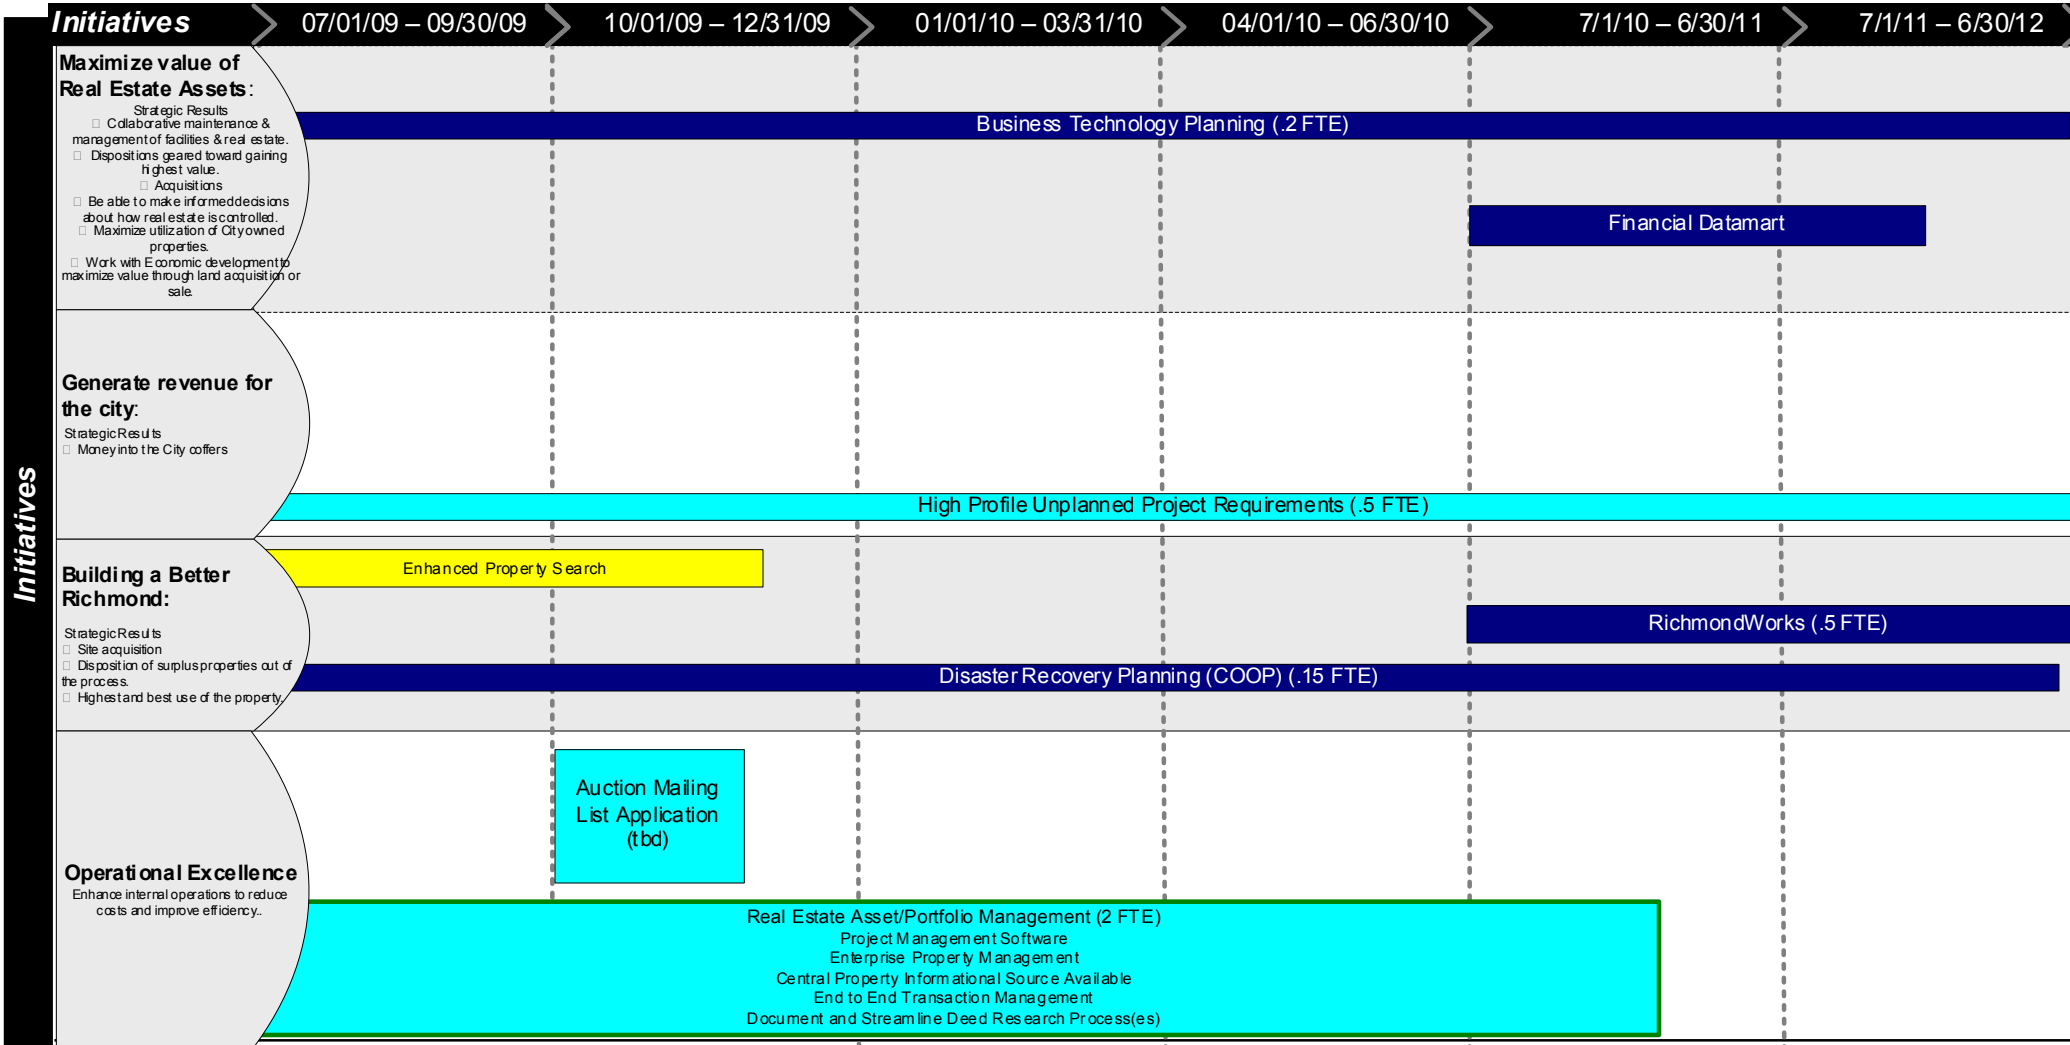 Initiatives
07/01/09 – 09/30/09
10/01/09 – 12/31/09
01/01/10 – 03/31/10
04/01/10 – 06/30/10
7/1/10 – 6/30/11
7/1/11 – 6/30/12
Initiatives
Maximize value of
Real Estate Assets:
Strategic Results
□ Collaborative maintenance &
management of facilities & real estate.
□ Dispositions geared toward gaining
highest value.
□ Acquisitions
□ Be able to make informed decisions
about how real estate is controlled.
□ Maximize utilization of City owned
properties.
□ Work with Economic development to
maximize value through land acquisition or
sale.
Business Technology Planning (.2 FTE)
Financial Datamart
Generate revenue for
the city:
Strategic Results
□ Money into the City coffers
High Profile Unplanned Project Requirements (.5 FTE)
Building a Better
Richmond:
Strategic Results
□ Site acquisition
□ Disposition of surplus properties out of
the process.
□ Highest and best use of the property.
Enhanced Property Search
RichmondWorks (.5 FTE)
Disaster Recovery Planning (COOP) (.15 FTE)
Operational Excellence
Enhance internal operations to reduce
costs and improve efficiency..
Auction Mailing
List Application
(tbd)
Real Estate Asset/Portfolio Management (2 FTE)
Project Management Software
Enterprise Property Management
Central Property Informational Source Available
End to End Transaction Management
Document and Streamline Deed Research Process(es)